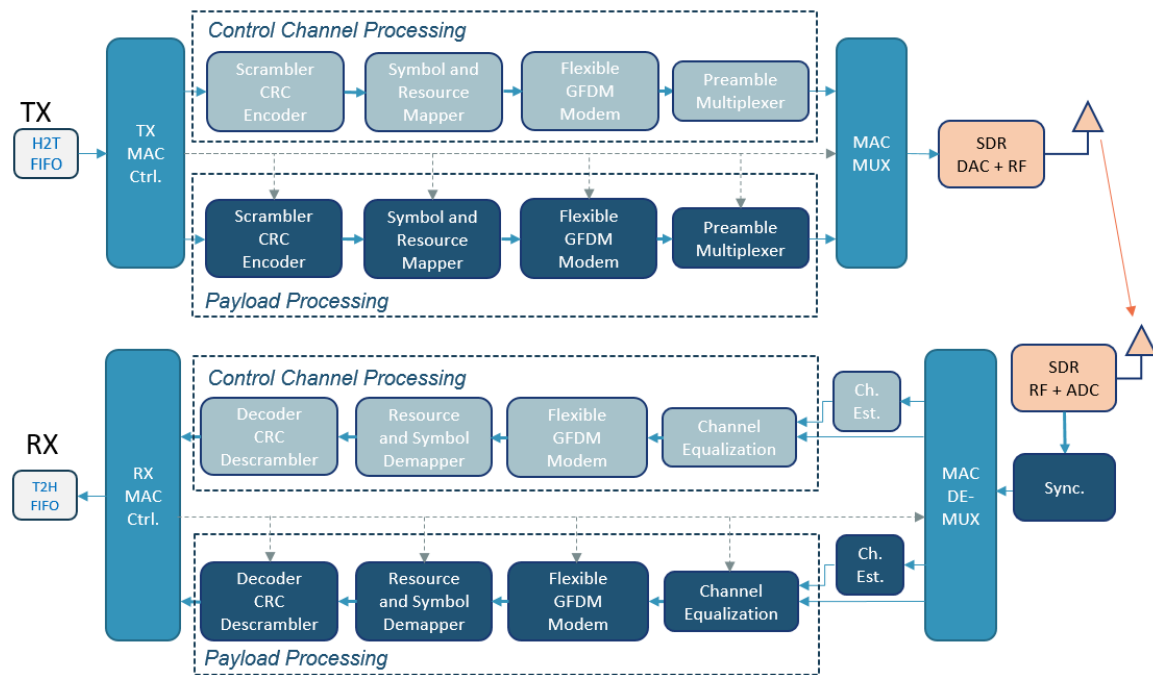 Control Channel Processing
Scrambler
CRC
Encoder
Symbol and
Resource
Mapper
Flexible
GFDM
Modem
Preamble
Multiplexer
TX
H2T
FIFO
TX
MAC
Ctrl.
MAC
MUX
SDR
DAC + RF
Scrambler
CRC
Encoder
Symbol and
Resource
Mapper
Flexible
GFDM
Modem
Preamble
Multiplexer
Payload Processing
Control Channel Processing
Decoder
CRC
Descrambler
Resource
and Symbol
Demapper
Flexible
GFDM
Modem
Channel
Equalization
Ch.
Est.
SDR
RF + ADC
RX
T2H
FIFO
RX
MAC
Ctrl.
MAC
DE-
MUX
Sync.
Decoder
CRC
Descrambler
Resource
and Symbol
Demapper
Flexible
GFDM
Modem
Channel
Equalization
Ch.
Est.
Payload Processing